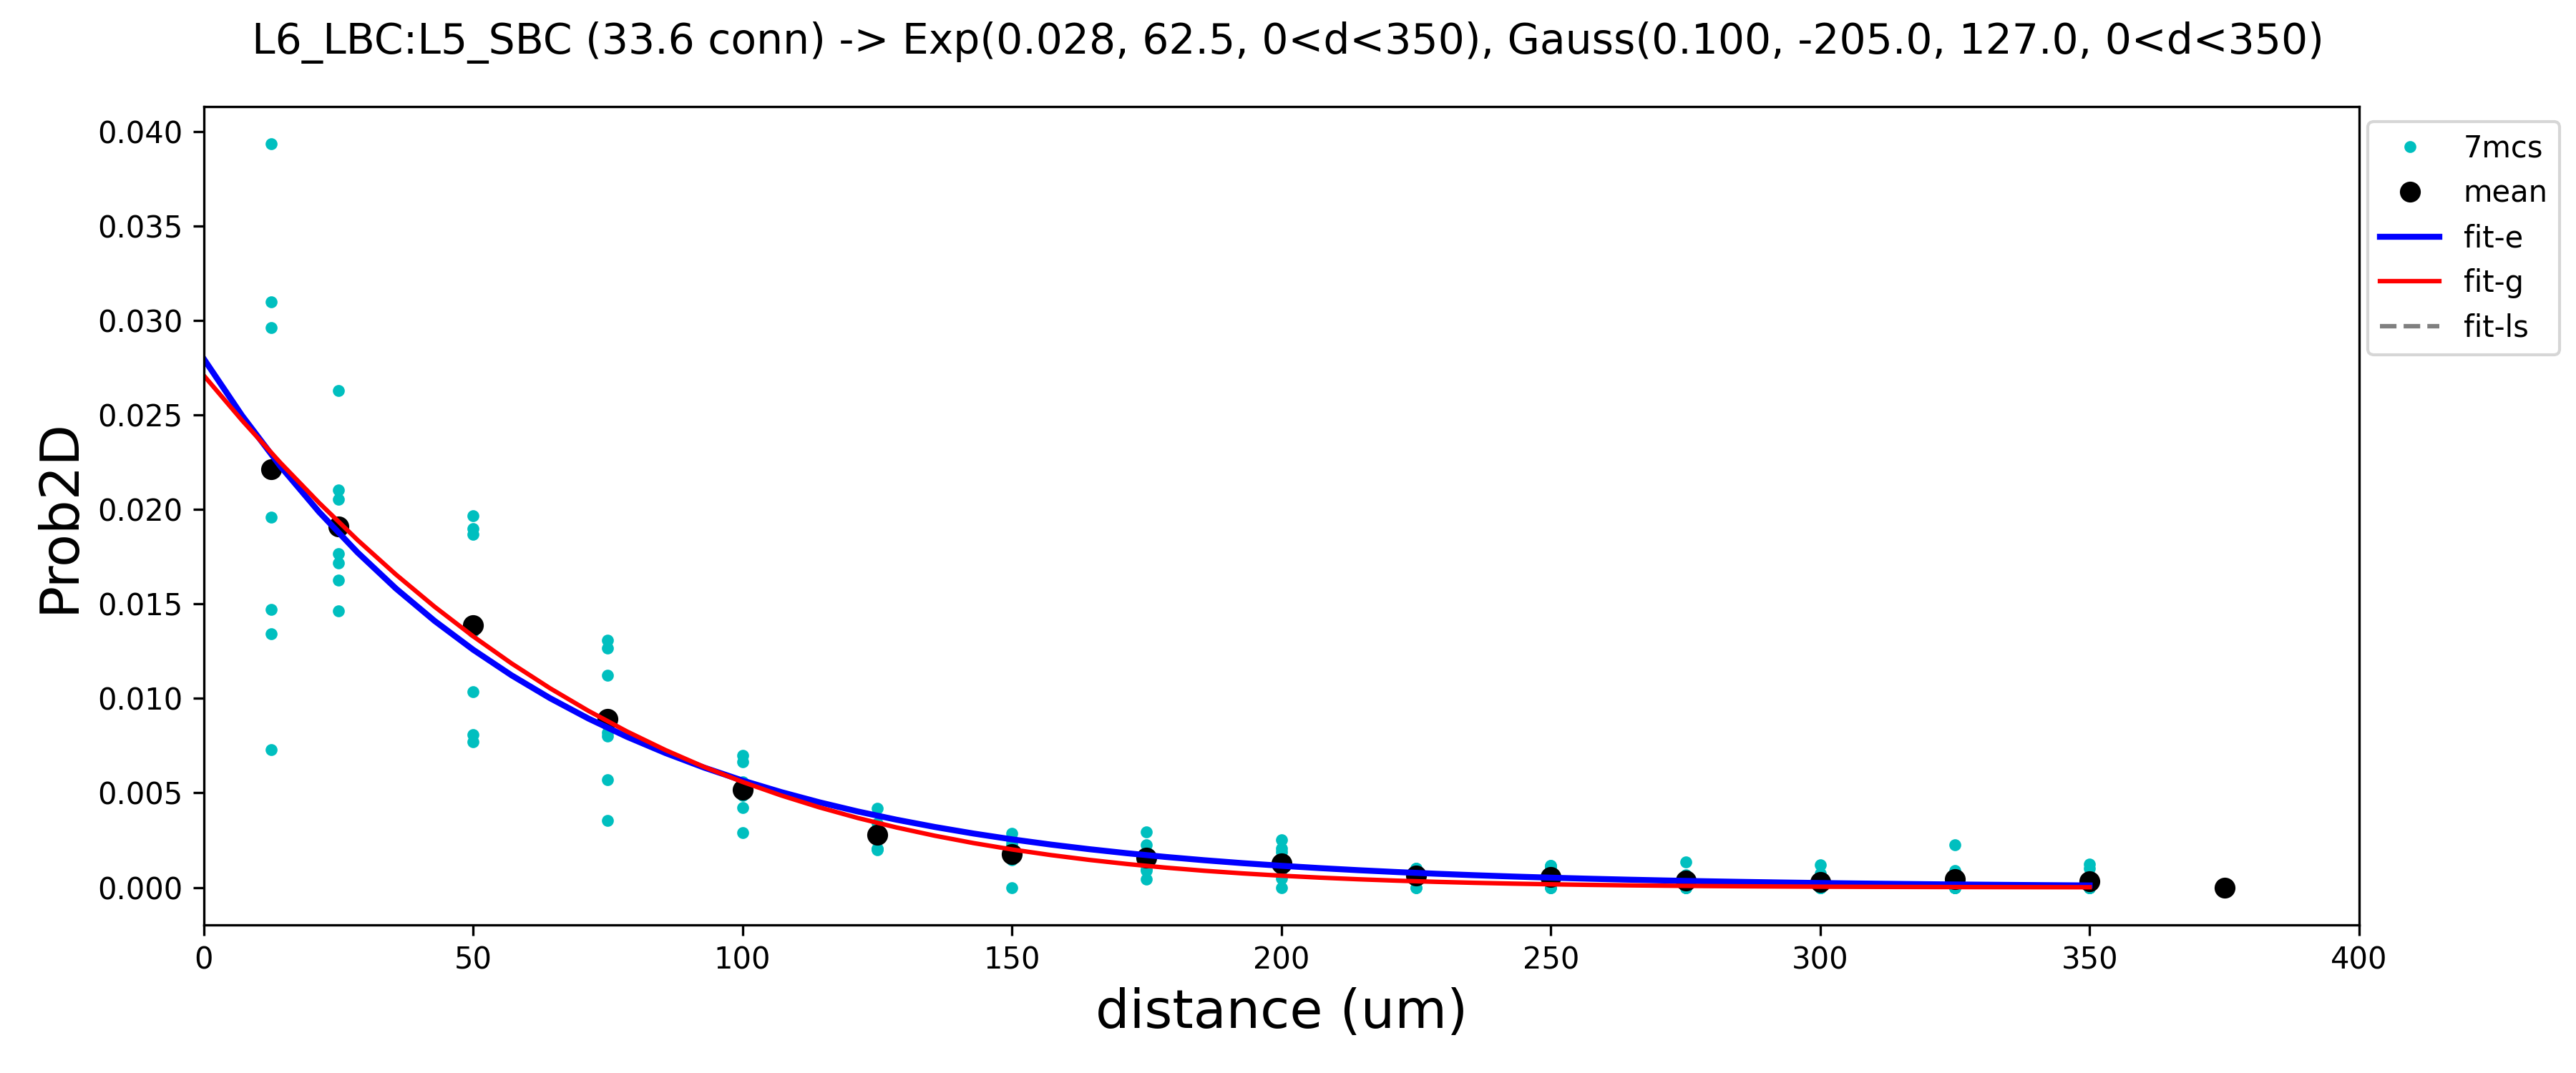 L6_LBC:L5_SBC (33.6 conn) -> Exp(0.028, 62.5, 0<d<350), Gauss(0.100, -205.0, 127.0, 0<d<350)
0.040
0.035
0.030
0.025
0.020
0.015
0.010
0.005
0.000
Prob2D
0 50 100 150 200 250 300 350 400
distance (um)
7mcs
mean
fit-e
fit-g
fit-ls